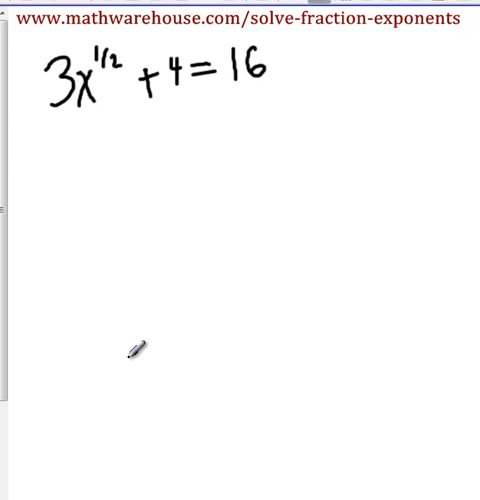 www.mathwarehouse.com/solve-fraction-exponents
3x^{1/2} + 4 = 16